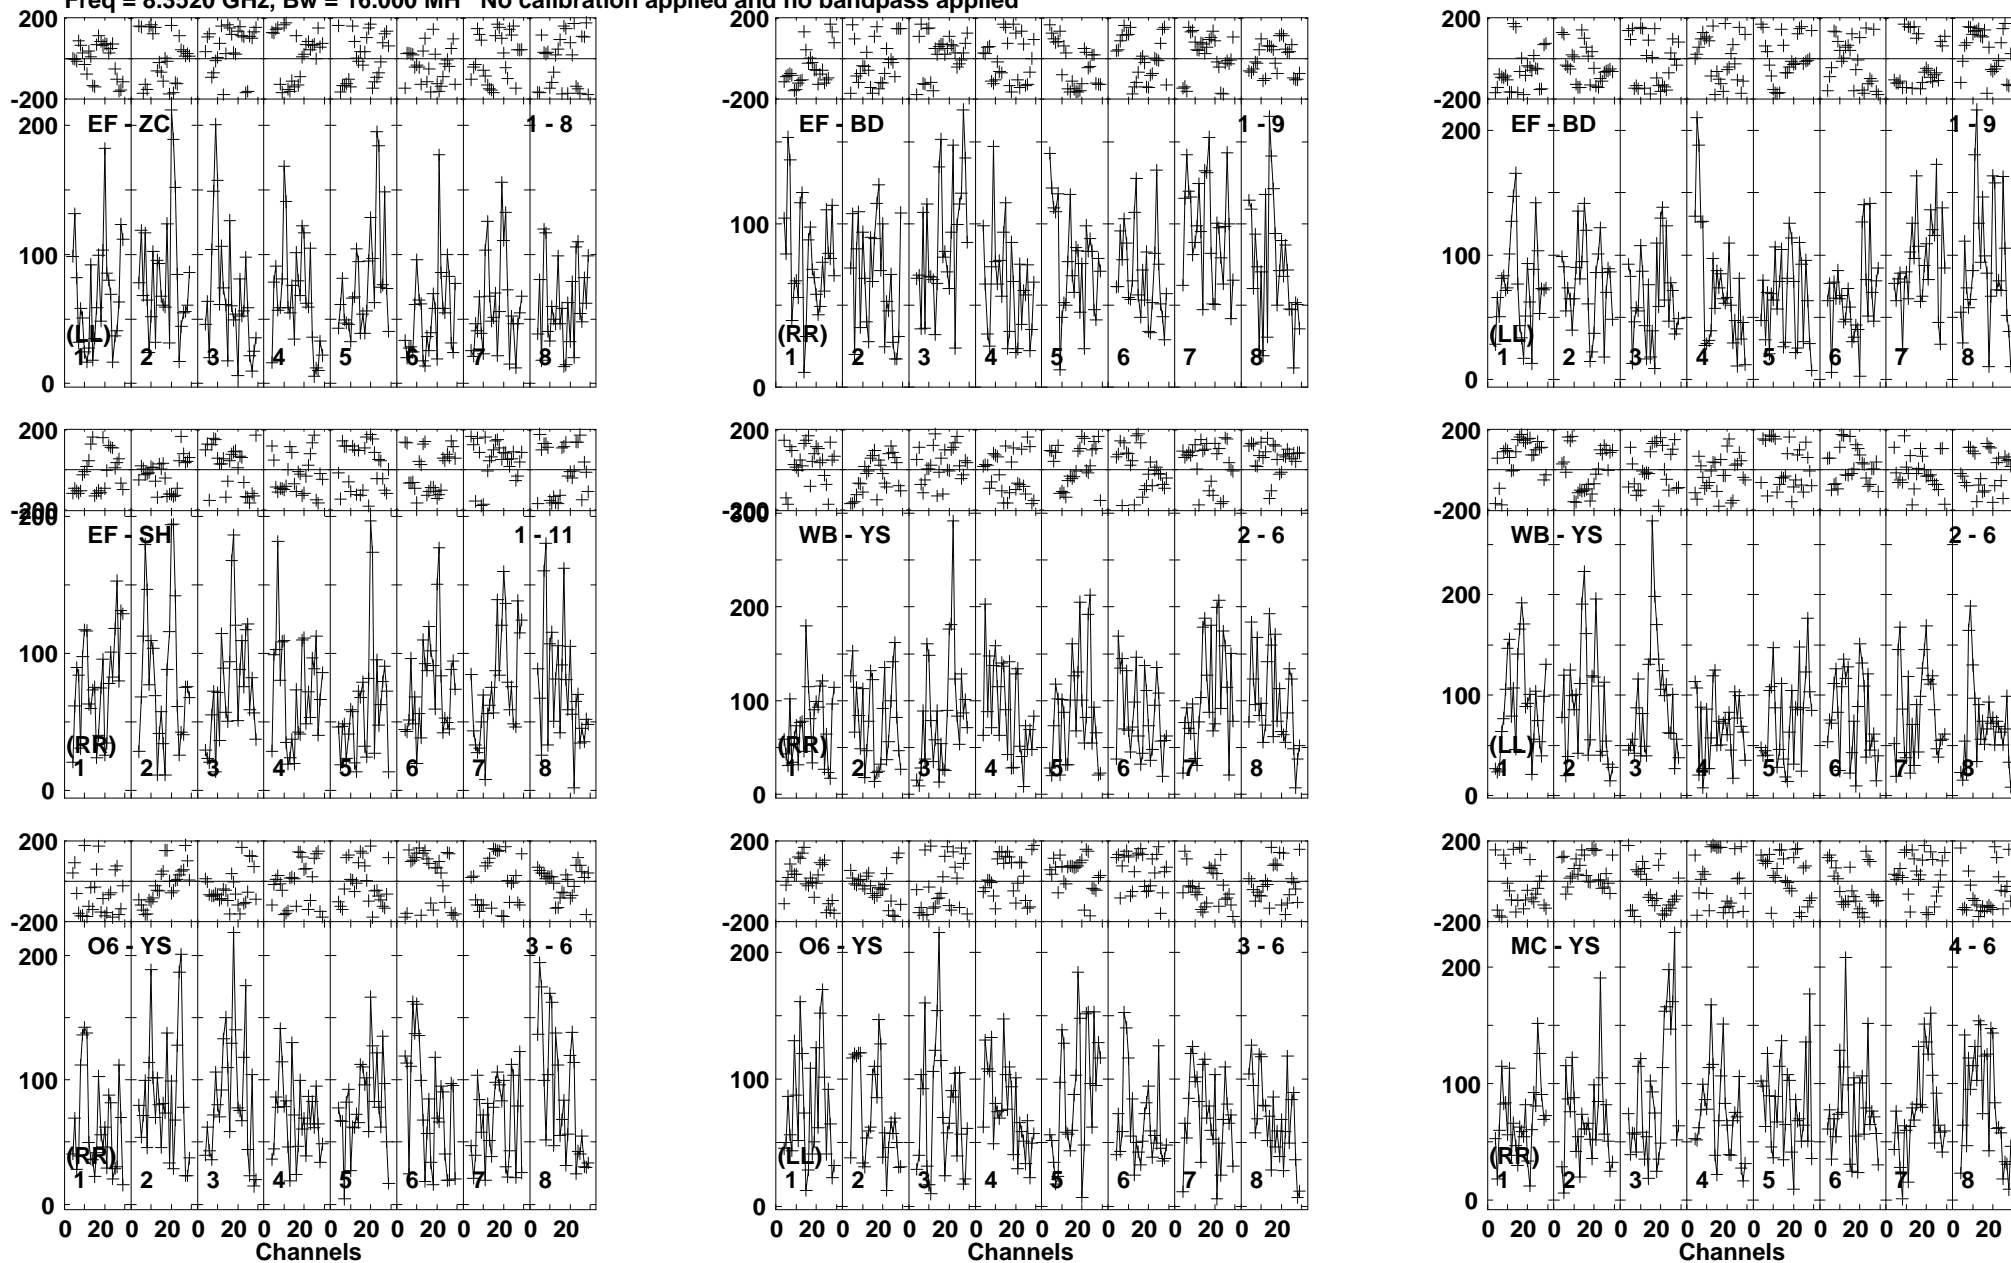 Freq = 8.3520 GHz, Bw = 16.000 MH No calibration applied and no bandpass applied
200 200 200
-200 -200 -200
EF - ZC 1 - 8 EF - BD 1 - 9 EF - BD 1 - 9
200 200
100 100 100
(LL) (RR) (LL)
1 2 3 4 5 6 7 8 1 2 3 4 5 6 7 8 1 2 3 4 5 6 7 8
0 0 0
200 200 200
-200 -200 -200
200 300
EF - SH 1 - 11 WB - YS 2 - 6 WB - YS 2 - 6
200 200
100 100 100
(RR) (RR) (LL)
1 2 3 4 5 6 7 8 1 2 3 4 5 6 7 8 1 2 3 4 5 6 7 8
0 0 0
200 200 200
-200 -200 -200
O6 - YS 3 - 6 O6 - YS 3 - 6 MC - YS 4 - 6
200 200 200
100 100 100
(RR) (LL) (RR)
1 2 3 4 5 6 7 8 1 2 3 4 5 6 7 8 1 2 3 4 5 6 7 8
0 0 0
0 20 0 20 0 20 0 20 0 20 0 20 0 20 0 20 0 20 0 20 0 20 0 20 0 20 0 20 0 20 0 20 0 20 0 20 0 20 0 20 0 20 0 20 0 20 0 20
Channels Channels Channels